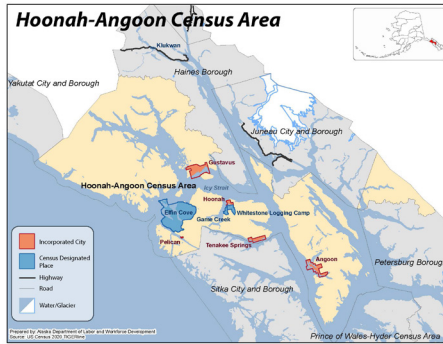 Hoonah-Angoon Census Area
Klukwan
Haines Borough
Yakutat City and Borough
Juneau City and Borough
Gustavus
Hoonah-Angoon Census Area
Icy Strait
Hoonah
Elfin Cove
Game Creek
Whitestone Logging Camp
Pelican
Tenakee Springs
Angoon
Petersburg Borough
Sitka City and Borough
Prince of Wales-Hyder Census Area
Incorporated City
Census Designated
Place
Highway
Road
Water/Glacier
Prepared by: Alaska Department of Labor and Workforce Development
Source: US Census 2020 TIGER/line